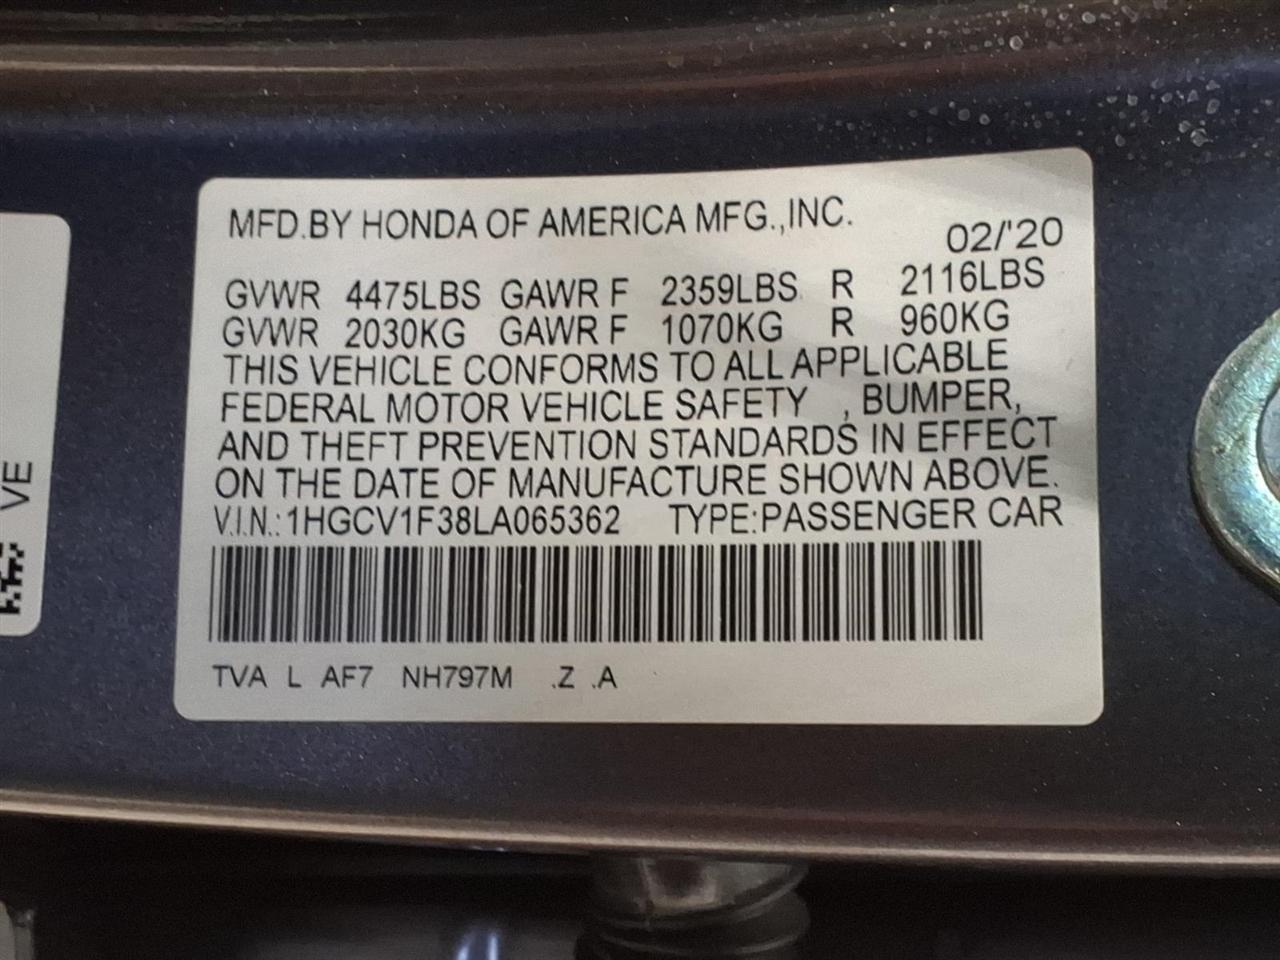 MFD.BY HONDA OF AMERICA MFG.,INC.
02/'20
GVWR 4475LBS GAWR F 2359LBS R 2116LBS
GVWR 2030KG GAWR F 1070KG R 960KG
THIS VEHICLE CONFORMS TO ALL APPLICABLE
FEDERAL MOTOR VEHICLE SAFETY , BUMPER,
AND THEFT PREVENTION STANDARDS IN EFFECT
ON THE DATE OF MANUFACTURE SHOWN ABOVE.
V.I.N.: 1HGCV1F38LA065362 TYPE:PASSENGER CAR
TVA L AF7 NH797M .Z .A
VE